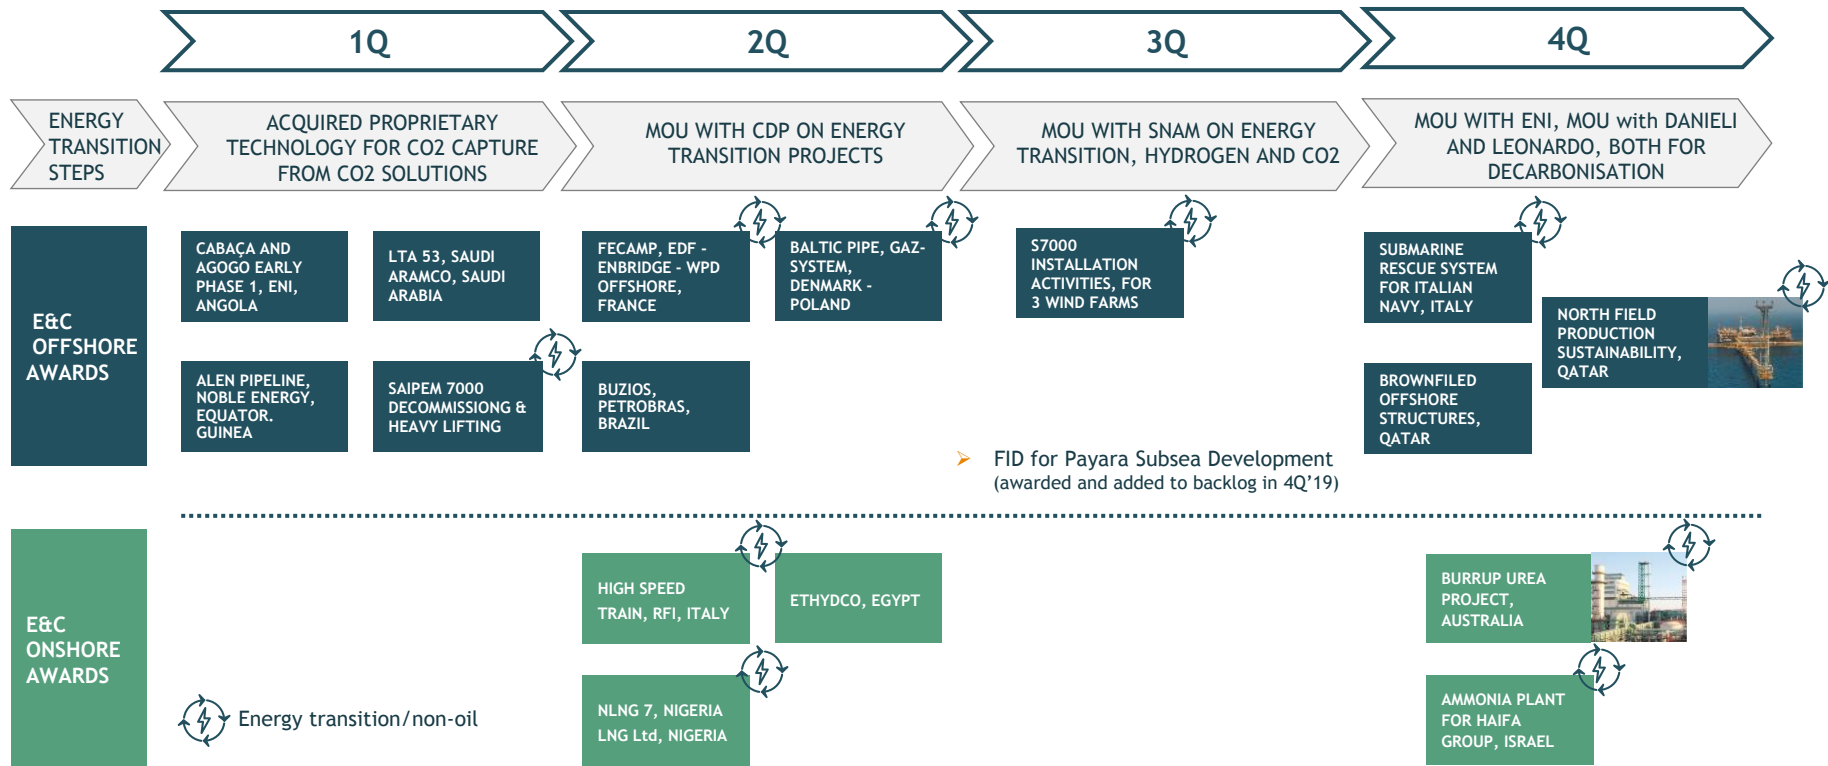 1Q
2Q
3Q
4Q
ENERGY
TRANSITION
STEPS
ACQUIRED PROPRIETARY
TECHNOLOGY FOR CO2 CAPTURE
FROM CO2 SOLUTIONS
MOU WITH CDP ON ENERGY
TRANSITION PROJECTS
MOU WITH SNAM ON ENERGY
TRANSITION, HYDROGEN AND CO2
MOU WITH ENI, MOU with DANIELI
AND LEONARDO, BOTH FOR
DECARBONISATION
E&C
OFFSHORE
AWARDS
CABAÇA AND
AGOGO EARLY
PHASE 1, ENI,
ANGOLA
LTA 53, SAUDI
ARAMCO, SAUDI
ARABIA
ALEN PIPELINE,
NOBLE ENERGY,
EQUATOR.
GUINEA
SAIPEM 7000
DECOMMISSIONG &
HEAVY LIFTING
FECAMP, EDF -
ENBRIDGE - WPD
OFFSHORE,
FRANCE
BALTIC PIPE, GAZ-
SYSTEM,
DENMARK -
POLAND
BUZIOS,
PETROBRAS,
BRAZIL
S7000
INSTALLATION
ACTIVITIES, FOR
3 WIND FARMS
➢ FID for Payara Subsea Development
(awarded and added to backlog in 4Q’19)
SUBMARINE
RESCUE SYSTEM
FOR ITALIAN
NAVY, ITALY
NORTH FIELD
PRODUCTION
SUSTAINABILITY,
QATAR
BROWNFILED
OFFSHORE
STRUCTURES,
QATAR
E&C
ONSHORE
AWARDS
Energy transition/non-oil
HIGH SPEED
TRAIN, RFI, ITALY
ETHYDCO, EGYPT
NLNG 7, NIGERIA
LNG Ltd, NIGERIA
BURRUP UREA
PROJECT,
AUSTRALIA
AMMONIA PLANT
FOR HAIFA
GROUP, ISRAEL